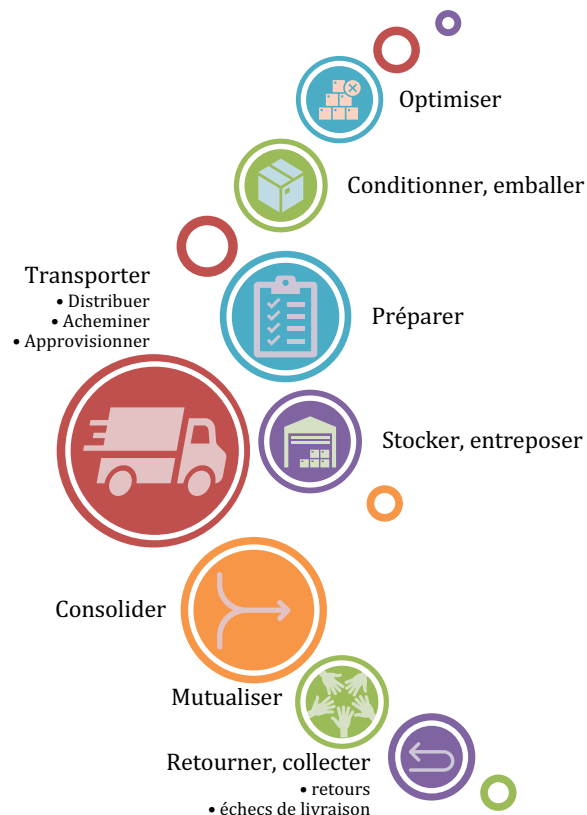 Optimiser
Conditionner, emballer
Transporter
• Distribuer
• Acheminer
• Approvisionner
Préparer
Stocker, entreposer
Consolider
Mutualiser
Retourner, collecter
• retours
• échecs de livraison